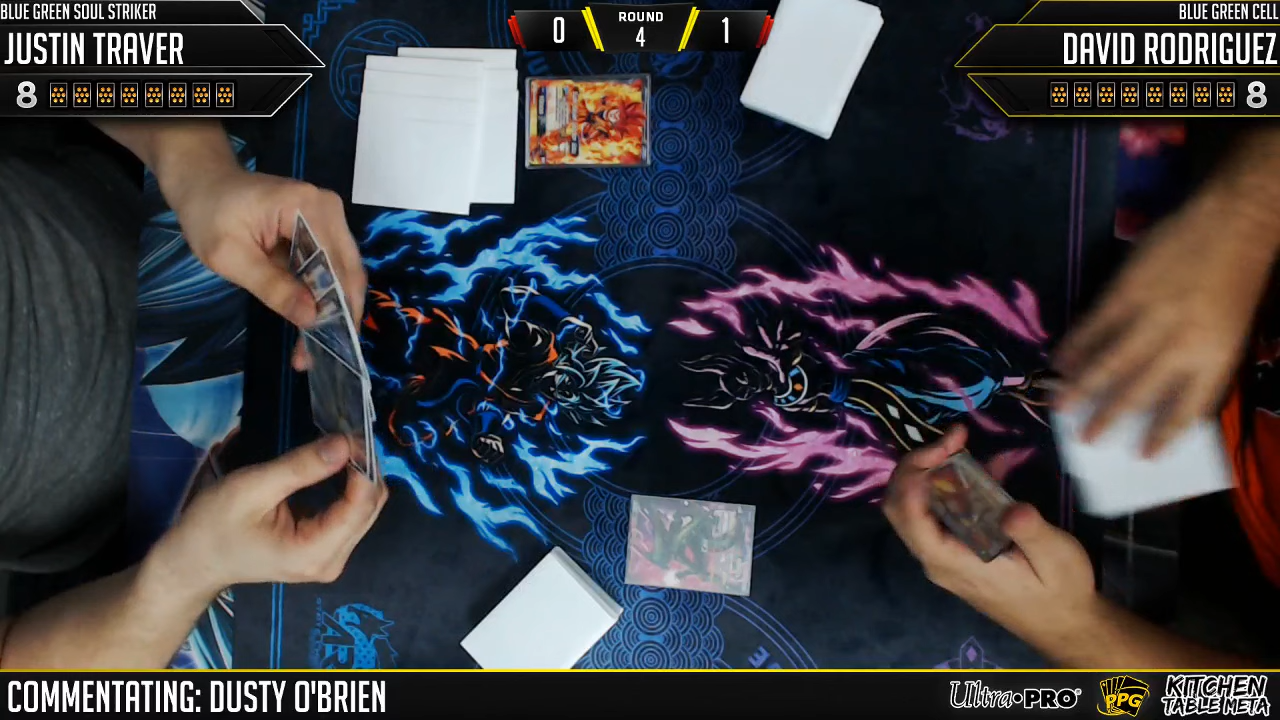 BLUE GREEN SOUL STRIKER
JUSTIN TRAVER
8
0
ROUND
4
1
BLUE GREEN CELL
DAVID RODRIGUEZ
8
COMMENTATING: DUSTY O'BRIEN
Ultra•PRO
PPG
KITCHEN
TABLE META